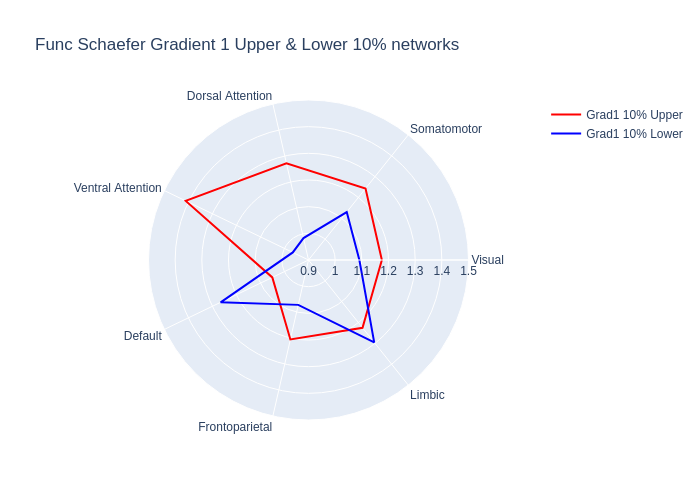 Func Schaefer Gradient 1 Upper & Lower 10% networks
Dorsal Attention
Somatomotor
Grad1 10% Upper
Grad1 10% Lower
Ventral Attention
Visual
0.9 1 1.1 1.2 1.3 1.4 1.5
Default
Limbic
Frontoparietal